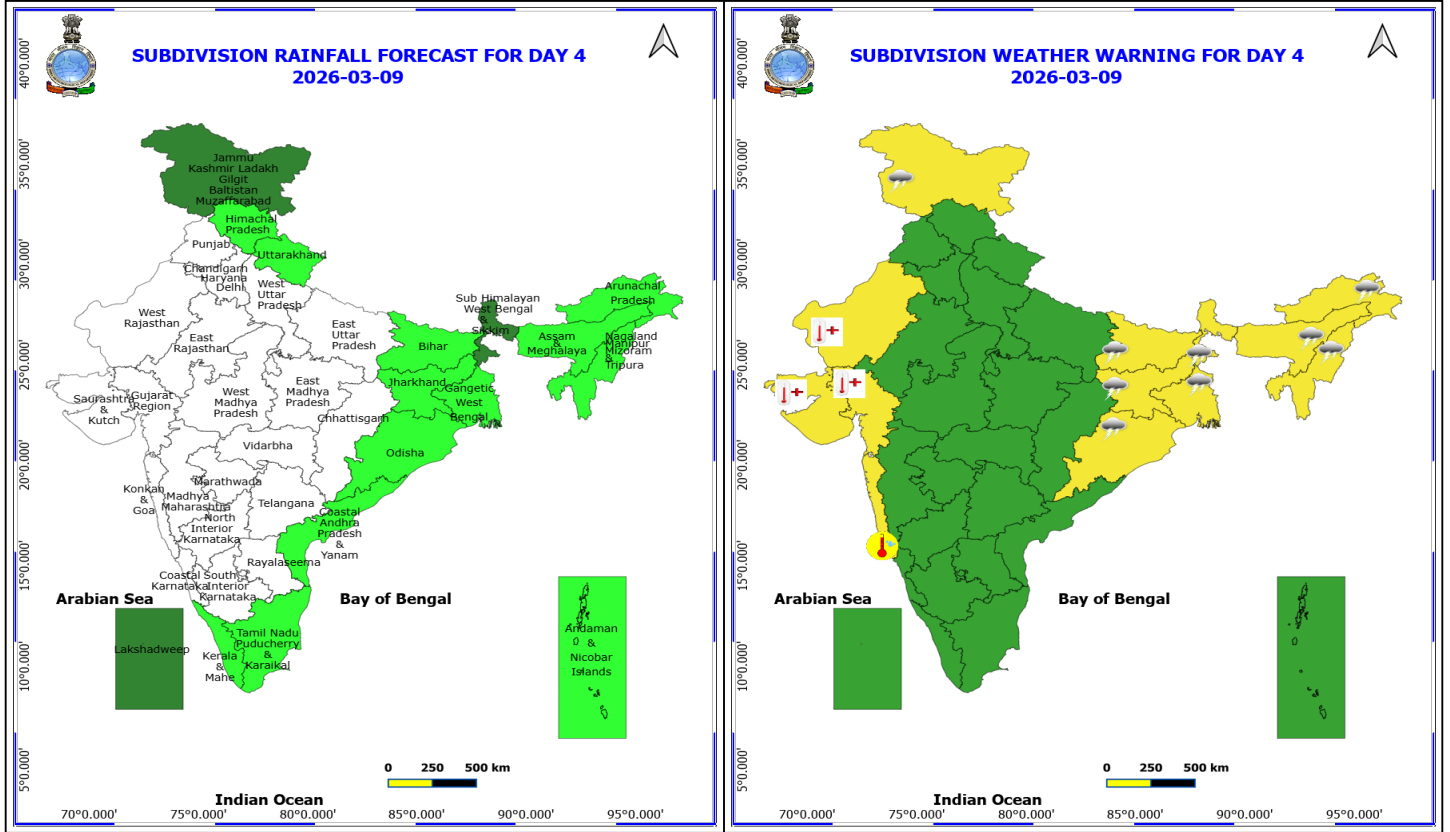 SUBDIVISION RAINFALL FORECAST FOR DAY 4
2026-03-09
40°0.000'
35°0.000'
30°0.000'
25°0.000'
20°0.000'
15°0.000'
10°0.000'
5°0.000'
Jammu
Kashmir Ladakh
Gilgit
Baltistan
Muzaffarabad
Himachal
Pradesh
Punjab
Uttarakhand
Chandigarh
Haryana
Delhi
West
Uttar
Pradesh
West
Rajasthan
East
Rajasthan
East
Uttar
Pradesh
Sub Himalayan
West Bengal
&
Sikkim
Arunachal
Pradesh
Assam
&
Meghalaya
Nagaland
Manipur
Mizoram
&
Tripura
Bihar
Jharkhand
Gangetic
West
Bengal
Saurashtra
&
Kutch
Gujarat
Region
West
Madhya
Pradesh
East
Madhya
Pradesh
Chhattisgarh
Vidarbha
Odisha
Konkan
&
Goa
Marathwada
Madhya
Maharashtra
Telangana
North
Interior
Karnataka
Coastal
Andhra
Pradesh
&
Yanam
Rayalaseema
Coastal
Karnataka
South
Interior
Karnataka
Arabian Sea
Bay of Bengal
Lakshadweep
Kerala
&
Mahe
Tamil Nadu
Puducherry
&
Karaikal
Andaman
&
Nicobar
Islands
0 250 500 km
Indian Ocean
70°0.000' 75°0.000' 80°0.000' 85°0.000' 90°0.000' 95°0.000'
SUBDIVISION WEATHER WARNING FOR DAY 4
2026-03-09
40°0.000'
35°0.000'
30°0.000'
25°0.000'
20°0.000'
15°0.000'
10°0.000'
5°0.000'
Arabian Sea
Bay of Bengal
0 250 500 km
Indian Ocean
70°0.000' 75°0.000' 80°0.000' 85°0.000' 90°0.000' 95°0.000'